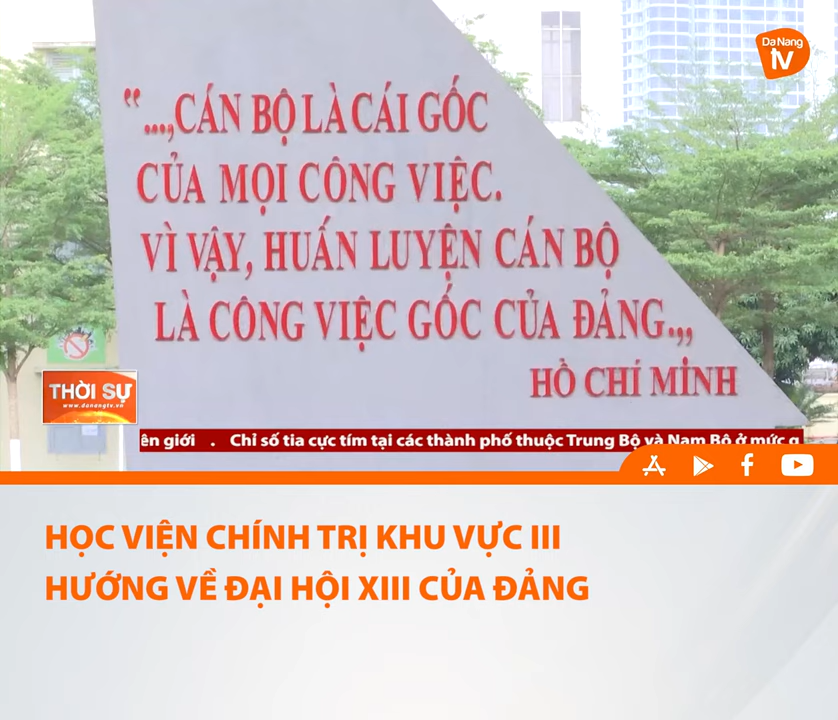 Da Nang
tv
“...,CÁN BỘ LÀ CÁI GỐC
CỦA MỌI CÔNG VIỆC.
VÌ VẬY, HUẤN LUYỆN CÁN BỘ
LÀ CÔNG VIỆC GỐC CỦA ĐẢNG.,,
HỒ CHÍ MINH
THỜI SỰ
www.danangtv.vn
ên giới . Chỉ số tia cực tím tại các thành phố thuộc Trung Bộ và Nam Bộ ở mức
HỌC VIỆN CHÍNH TRỊ KHU VỰC III
HƯỚNG VỀ ĐẠI HỘI XIII CỦA ĐẢNG